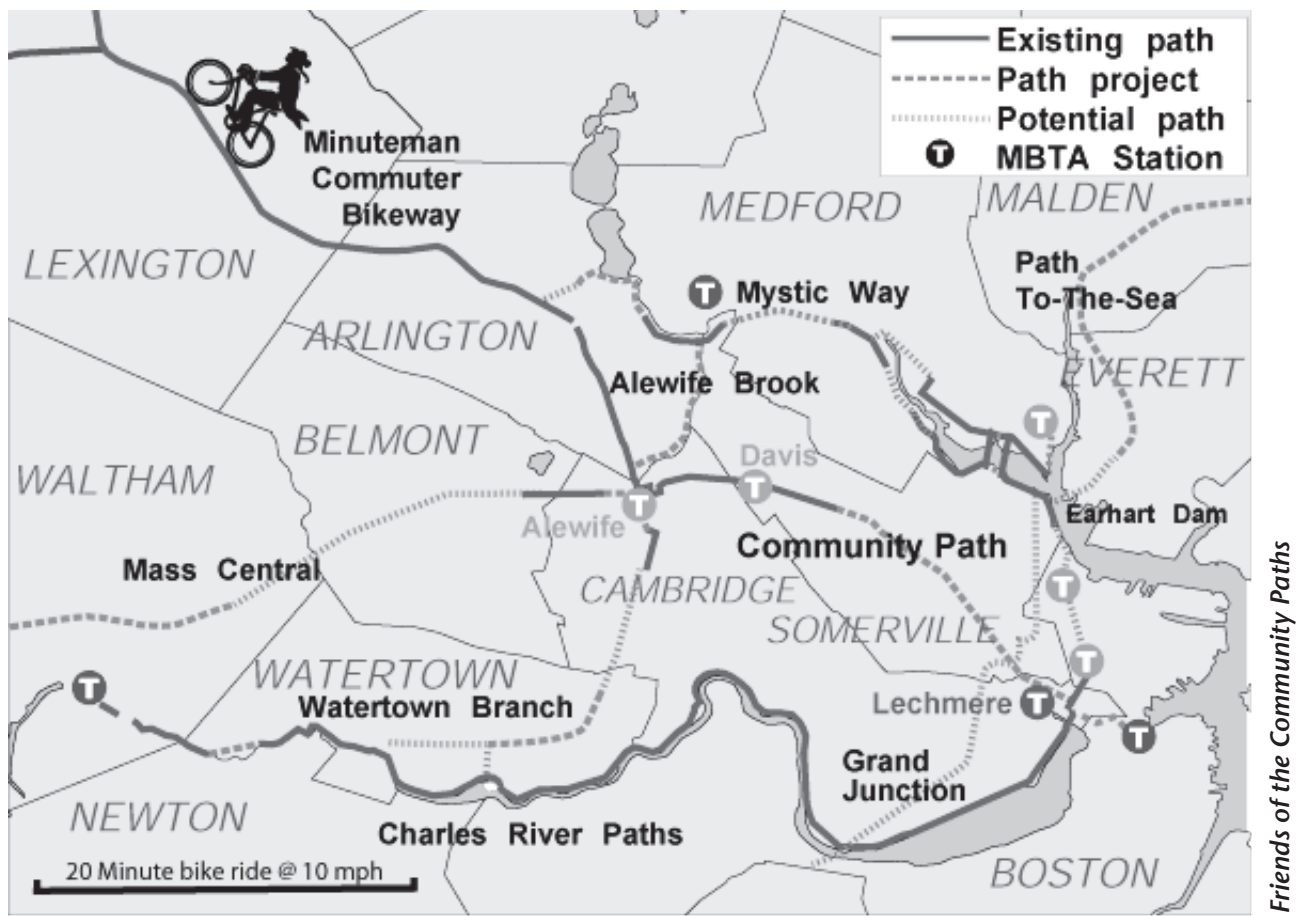 Existing path
Path project
Potential path
T MBTA Station
Minuteman
Commuter
Bikeway
MEDFORD
MALDEN
LEXINGTON
Path
To-The-Sea
T Mystic Way
ARLINGTON
EVERETT
Alewife Brook
T
BELMONT
Davis
T
WALTHAM
T
Alewife
Earhart Dam
Community Path
Mass Central
CAMBRIDGE
T
SOMERVILLE
WATERTOWN
T
T
Watertown Branch
Lechmere T
T
Grand
Junction
NEWTON
Charles River Paths
20 Minute bike ride @ 10 mph
BOSTON
Friends of the Community Paths